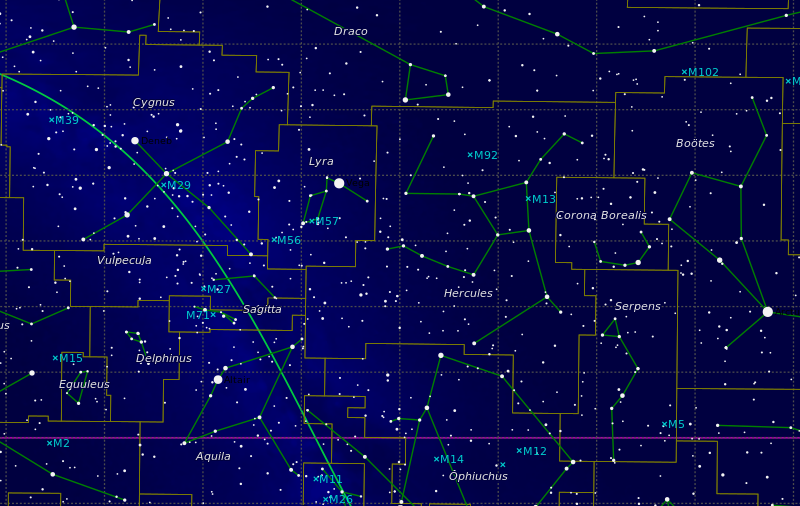 Draco
M102
M
Cygnus
M39
Boötes
M92
Lyra
M29
M13
Corona Borealis
M57
M56
Vulpecula
M27
Hercules
Sagitta
Serpens
M71
us
M15
Delphinus
Equuleus
M5
M2
M12
Aquila
M14
Ophiuchus
M11
M26